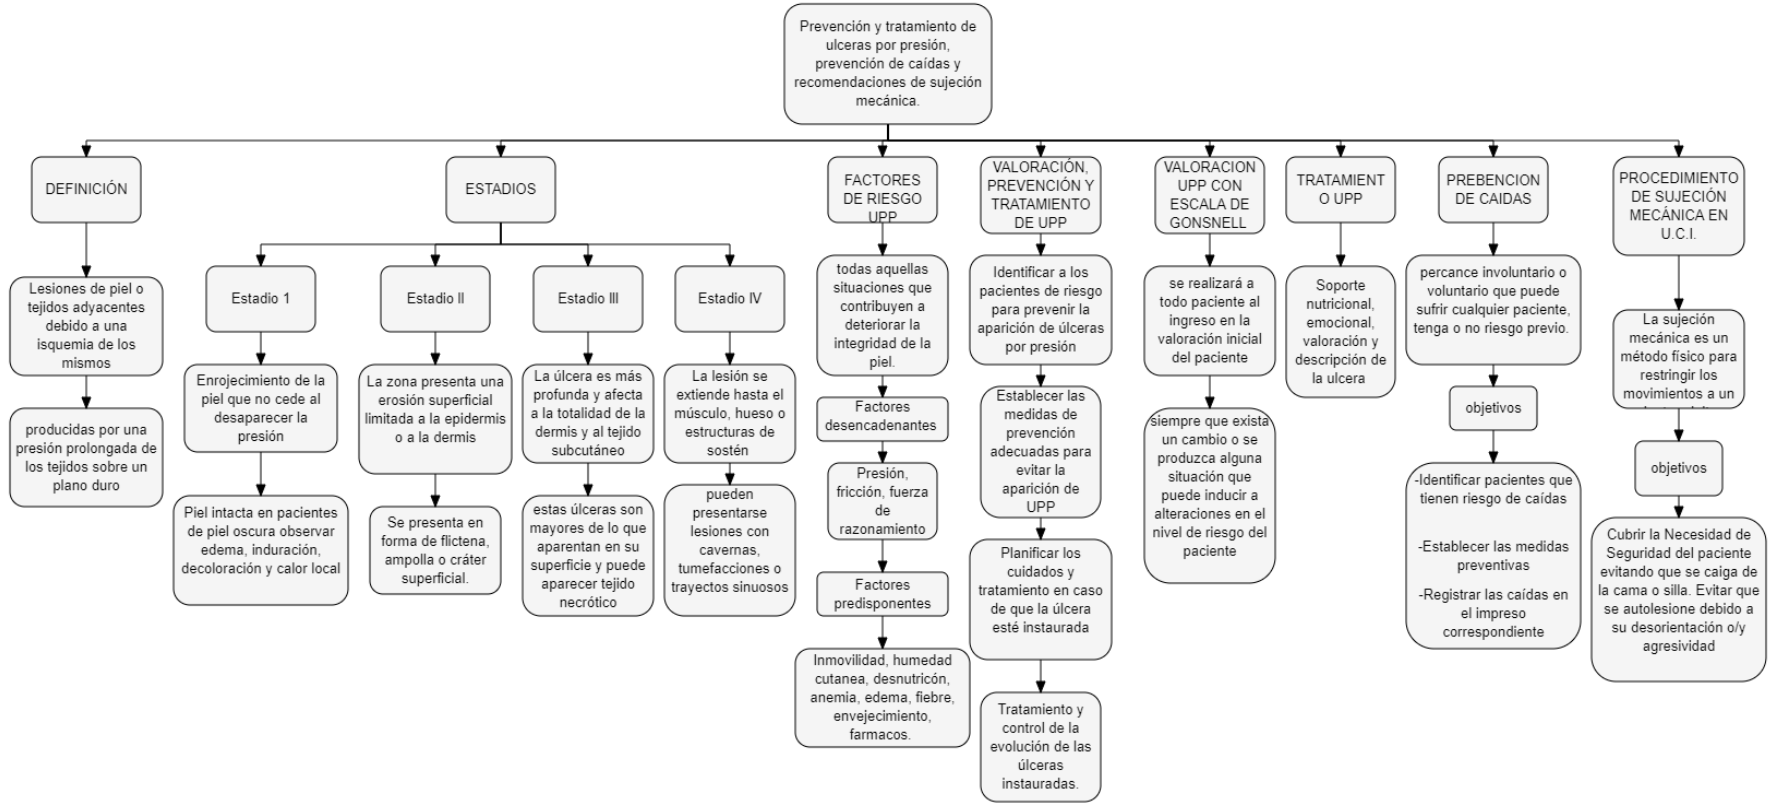 Prevención y tratamiento de
ulceras por presión,
prevención de caídas y
recomendaciones de sujeción
mecánica.
DEFINICIÓN
Lesiones de piel o
tejidos adyacentes
debido a una
isquemia de los
mismos
producidas por una
presión prolongada de
los tejidos sobre un
plano duro
ESTADIOS
Estadio 1
Enrojecimiento de la
piel que no cede al
desaparecer la
presión
Piel intacta en pacientes
de piel oscura observar
edema, induración,
decoloración y calor local
Estadio II
La zona presenta una
erosión superficial
limitada a la epidermis
o a la dermis
Se presenta en
forma de flictena,
ampolla o cráter
superficial.
Estadio III
La úlcera es más
profunda y afecta
a la totalidad de la
dermis y al tejido
subcutáneo
estas úlceras son
mayores de lo que
aparentan en su
superficie y puede
aparecer tejido
necrótico
Estadio IV
La lesión se
extiende hasta el
músculo, hueso o
estructuras de
sostén
pueden
presentarse
lesiones con
cavernas,
tumefacciones o
trayectos sinuosos
FACTORES
DE RIESGO
UPP
todas aquellas
situaciones que
contribuyen a
deteriorar la
integridad de la
piel.
Factores
desencadenantes
Presión,
fricción, fuerza
de
razonamiento
Factores
predisponentes
Inmovilidad, humedad
cutanea, desnutricón,
anemia, edema, fiebre,
envejecimiento,
farmacos.
VALORACIÓN,
PREVENCIÓN Y
TRATAMIENTO
DE UPP
Identificar a los
pacientes de riesgo
para prevenir la
aparición de úlceras
por presión
Establecer las
medidas de
prevención
adecuadas para
evitar la
aparición de
UPP
Planificar los
cuidados y
tratamiento en caso
de que la úlcera
esté instaurada
Tratamiento y
control de la
evolución de las
úlceras
instauradas.
VALORACION
UPP CON
ESCALA DE
GONSNELL
se realizará a
todo paciente al
ingreso en la
valoración inicial
del paciente
siempre que exista
un cambio o se
produzca alguna
situación que
puede inducir a
alteraciones en el
nivel de riesgo del
paciente
TRATAMIENT
O UPP
Soporte
nutricional,
emocional,
valoración y
descripción de
la ulcera
PREBENCION
DE CAIDAS
percance involuntario o
voluntario que puede
sufrir cualquier paciente,
tenga o no riesgo previo.
objetivos
-Identificar pacientes que
tienen riesgo de caídas
-Establecer las medidas
preventivas
-Registrar las caídas en
el impreso
correspondiente
PROCEDIMIENTO
DE SUJECIÓN
MECÁNICA EN
U.C.I.
La sujeción
mecánica es un
método físico para
restringir los
movimientos a un
objetivos
Cubrir la Necesidad de
Seguridad del paciente
evitando que se caiga de
la cama o silla. Evitar que
se autolesione debido a
su desorientación o/y
agresividad